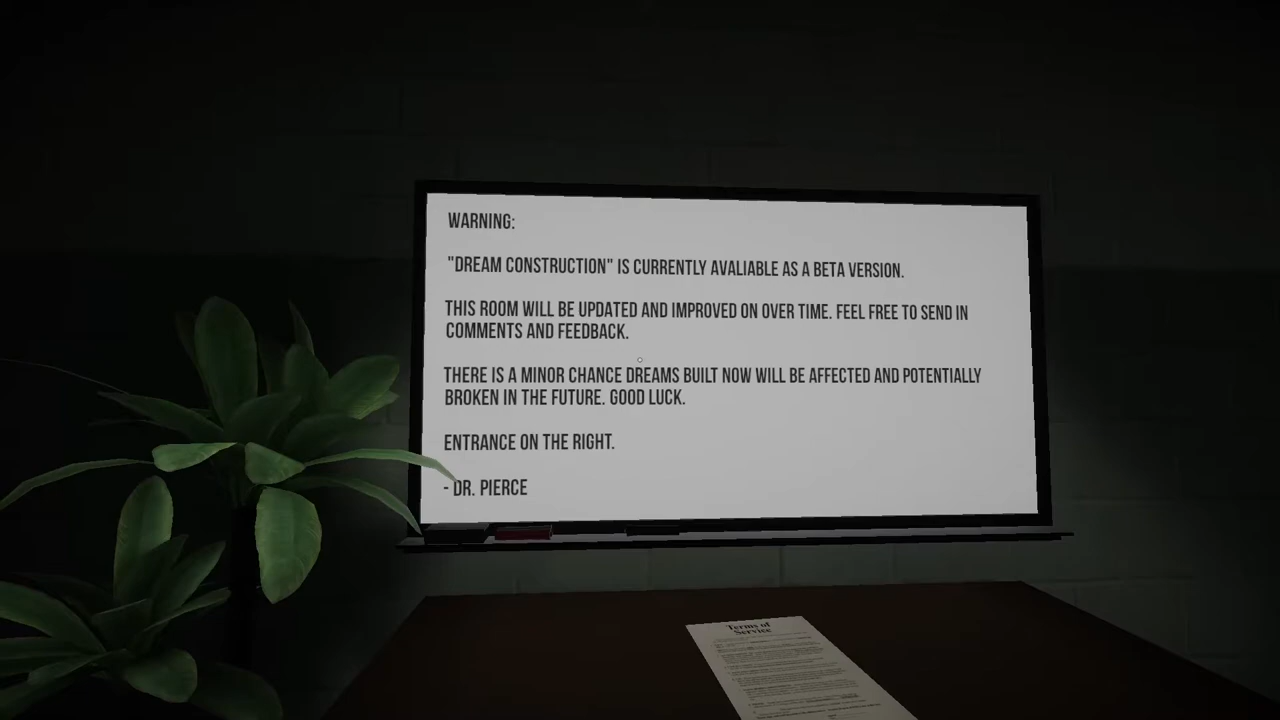 WARNING:
"DREAM CONSTRUCTION" IS CURRENTLY AVALIABLE AS A BETA VERSION.
THIS ROOM WILL BE UPDATED AND IMPROVED ON OVER TIME. FEEL FREE TO SEND IN
COMMENTS AND FEEDBACK.
THERE IS A MINOR CHANCE DREAMS BUILT NOW WILL BE AFFECTED AND POTENTIALLY
BROKEN IN THE FUTURE. GOOD LUCK.
ENTRANCE ON THE RIGHT.
- DR. PIERCE
Terms of
Service